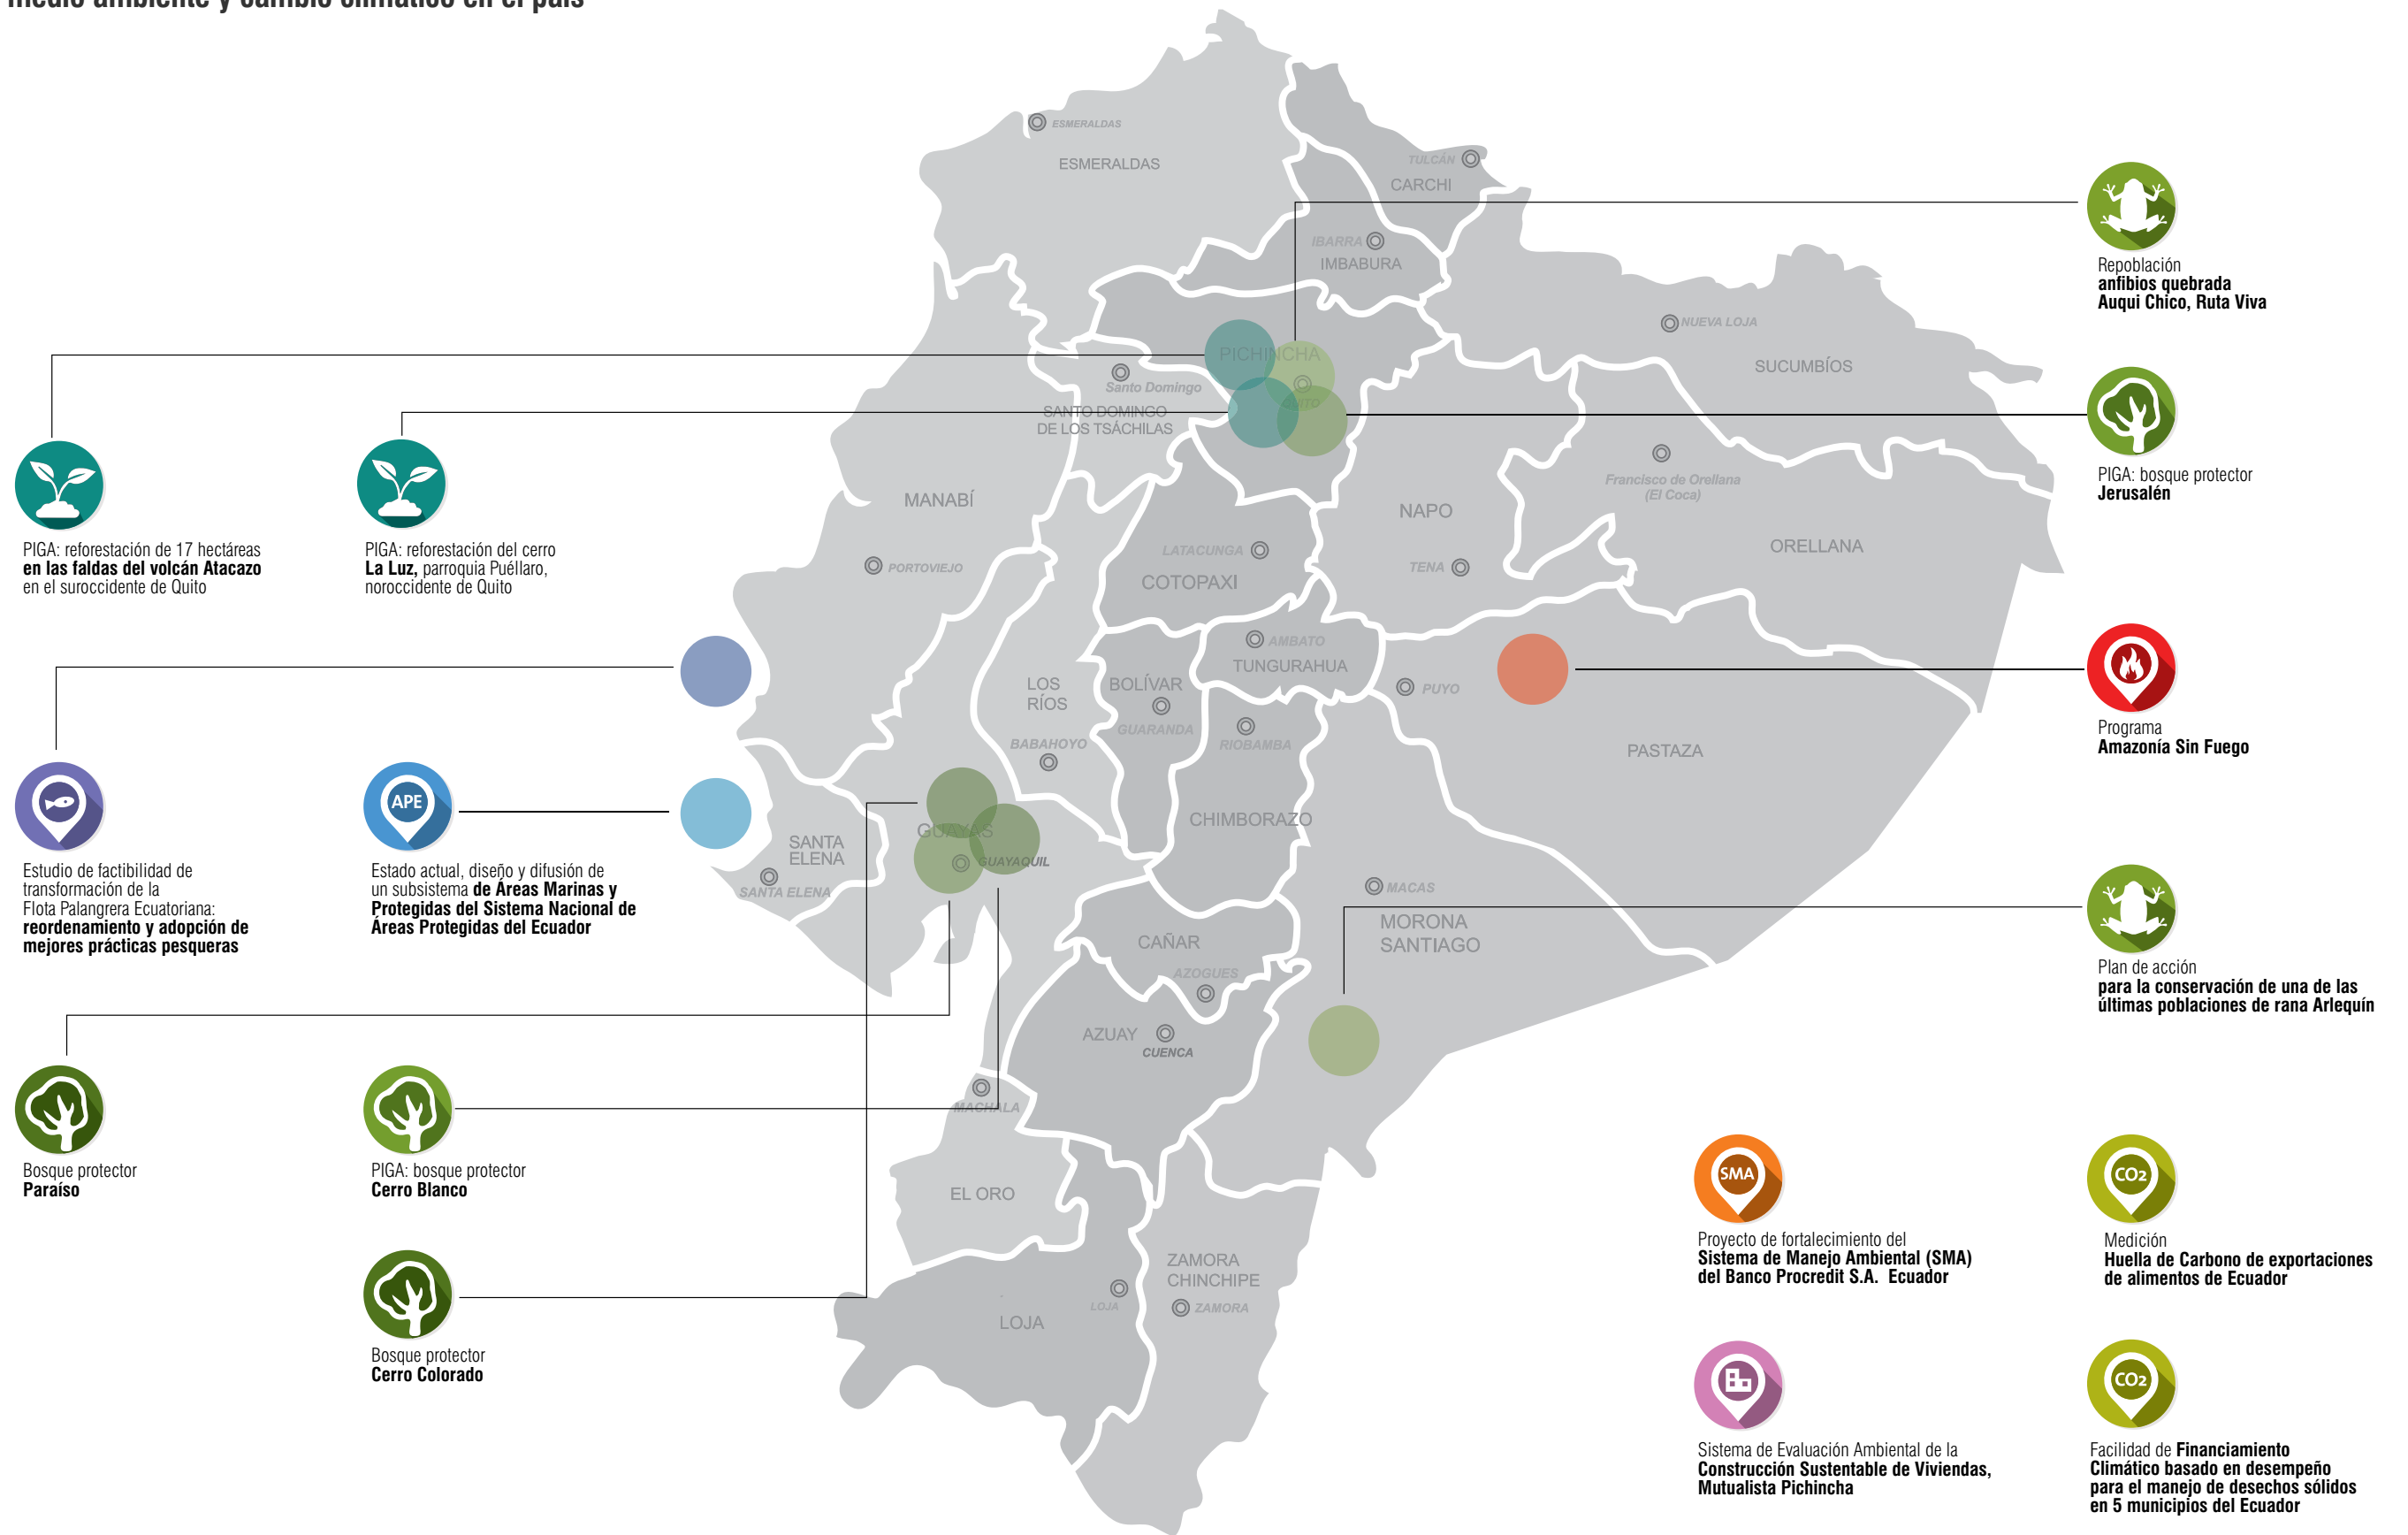 medio ambiente y cambio climático en el país
ESMERALDAS
ESMERALDAS
TULCÁN
CARCHI
IBARRA
IMBABURA
Repoblación
anfibios quebrada
Auqui Chico, Ruta Viva
NUEVA LOJA
SUCUMBÍOS
PICHINCHA
QUITO
Santo Domingo
SANTO DOMINGO
DE LOS TSÁCHILAS
PIGA: bosque protector
Jerusalén
Francisco de Orellana
(El Coca)
ORELLANA
NAPO
TENA
MANABÍ
PORTOVIEJO
LATACUNGA
COTOPAXI
PIGA: reforestación de 17 hectáreas
en las faldas del volcán Atacazo
en el suroccidente de Quito
PIGA: reforestación del cerro
La Luz, parroquia Puéllaro,
noroccidente de Quito
AMBATO
TUNGURAHUA
LOS
RÍOS
BABAHOYO
BOLÍVAR
GUARANDA
RIOBAMBA
CHIMBORAZO
PUYO
PASTAZA
Programa
Amazonía Sin Fuego
APE
Estudio de factibilidad de
transformación de la
Flota Palangrera Ecuatoriana:
reordenamiento y adopción de
mejores prácticas pesqueras
Estado actual, diseño y difusión de
un subsistema de Áreas Marinas y
Protegidas del Sistema Nacional de
Áreas Protegidas del Ecuador
SANTA
ELENA
SANTA ELENA
GUAYAS
GUAYAQUIL
MACAS
MORONA
SANTIAGO
CAÑAR
AZOGUES
AZUAY
CUENCA
Plan de acción
para la conservación de una de las
últimas poblaciones de rana Arlequín
MACHALA
EL ORO
Bosque protector
Paraíso
PIGA: bosque protector
Cerro Blanco
Bosque protector
Cerro Colorado
LOJA
LOJA
ZAMORA
CHINCHIPE
ZAMORA
SMA
Proyecto de fortalecimiento del
Sistema de Manejo Ambiental (SMA)
del Banco Procredit S.A. Ecuador
CO2
Medición
Huella de Carbono de exportaciones
de alimentos de Ecuador
Sistema de Evaluación Ambiental de la
Construcción Sustentable de Viviendas,
Mutualista Pichincha
CO2
Facilidad de Financiamiento
Climático basado en desempeño
para el manejo de desechos sólidos
en 5 municipios del Ecuador